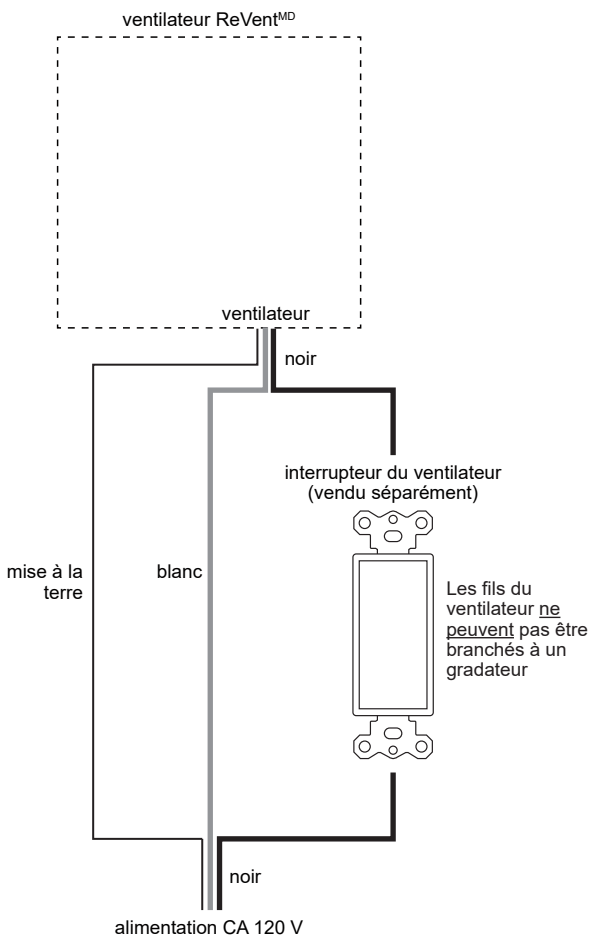 ventilateur ReVentᴹᴰ
ventilateur
noir
interrupteur du ventilateur
(vendu séparément)
mise à la
terre
blanc
Les fils du
ventilateur ne
peuvent pas être
branchés à un
gradateur
noir
alimentation CA 120 V